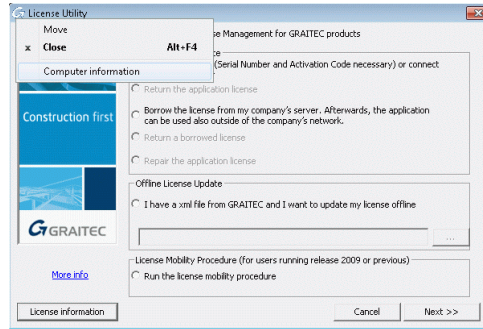 License Utility
Move
x Close Alt+F4
Computer information
se Management for GRAITEC products
ce
(Serial Number and Activation Code necessary) or connect
Return the application license
Borrow the license from my company's server. Afterwards, the application
can be used also outside of the company's network.
Return a borrowed license
Repair the application license
Construction first
GRAITEC
Offline License Update
I have a xml file from GRAITEC and I want to update my license offline
...
License Mobility Procedure (for users running release 2009 or previous)
Run the license mobility procedure
More info
License information
Cancel
Next >>